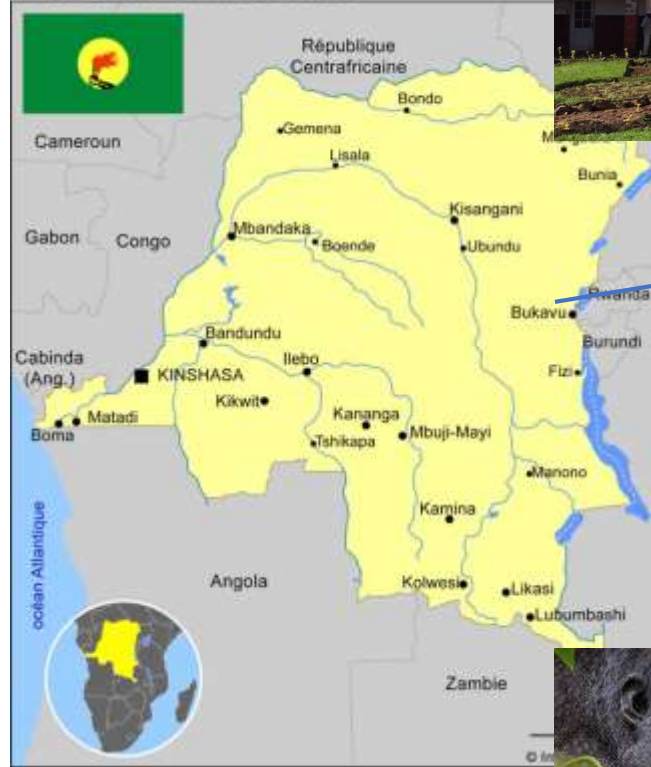 République
Centrafricaine
Bondo
Cameroun
Gemena
Lisala
Bunia
Gabon
Congo
Mbandaka
Boende
Kisangani
Ubundu
Rwanda
Bukavu
Burundi
Bandundu
Ilebo
Fizi
Cabinda
(Ang.)
KINSHASA
Kikwit
Kananga
Mbuji-Mayi
Matadi
Boma
Tshikapa
Manono
Kamina
océan Atlantique
Angola
Kolwesi
Likasi
Lubumbashi
Zambie